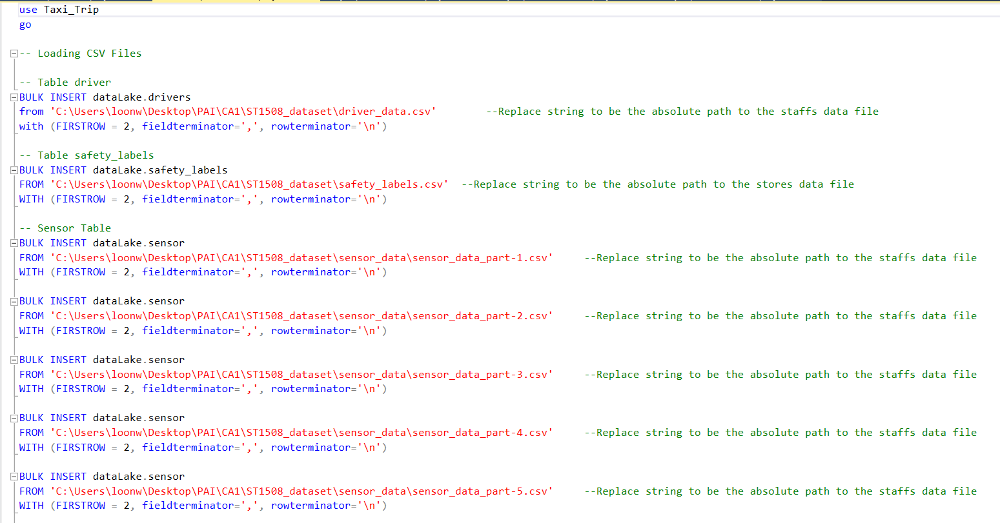 use Taxi_Trip
go
-- Loading CSV Files
-- Table driver
BULK INSERT dataLake.drivers
from 'C:\Users\loonw\Desktop\PAI\CA1\ST1508_dataset\driver_data.csv' --Replace string to be the absolute path to the staffs data file
with (FIRSTROW = 2, fieldterminator=',', rowterminator='\n')
-- Table safety_labels
BULK INSERT dataLake.safety_labels
FROM 'C:\Users\loonw\Desktop\PAI\CA1\ST1508_dataset\safety_labels.csv' --Replace string to be the absolute path to the stores data file
WITH (FIRSTROW = 2, fieldterminator=',', rowterminator='\n')
-- Sensor Table
BULK INSERT dataLake.sensor
FROM 'C:\Users\loonw\Desktop\PAI\CA1\ST1508_dataset\sensor_data\sensor_data_part-1.csv' --Replace string to be the absolute path to the staffs data file
WITH (FIRSTROW = 2, fieldterminator=',', rowterminator='\n')
BULK INSERT dataLake.sensor
FROM 'C:\Users\loonw\Desktop\PAI\CA1\ST1508_dataset\sensor_data\sensor_data_part-2.csv' --Replace string to be the absolute path to the staffs data file
WITH (FIRSTROW = 2, fieldterminator=',', rowterminator='\n')
BULK INSERT dataLake.sensor
FROM 'C:\Users\loonw\Desktop\PAI\CA1\ST1508_dataset\sensor_data\sensor_data_part-3.csv' --Replace string to be the absolute path to the staffs data file
WITH (FIRSTROW = 2, fieldterminator=',', rowterminator='\n')
BULK INSERT dataLake.sensor
FROM 'C:\Users\loonw\Desktop\PAI\CA1\ST1508_dataset\sensor_data\sensor_data_part-4.csv' --Replace string to be the absolute path to the staffs data file
WITH (FIRSTROW = 2, fieldterminator=',', rowterminator='\n')
BULK INSERT dataLake.sensor
FROM 'C:\Users\loonw\Desktop\PAI\CA1\ST1508_dataset\sensor_data\sensor_data_part-5.csv' --Replace string to be the absolute path to the staffs data file
WITH (FIRSTROW = 2, fieldterminator=',', rowterminator='\n')